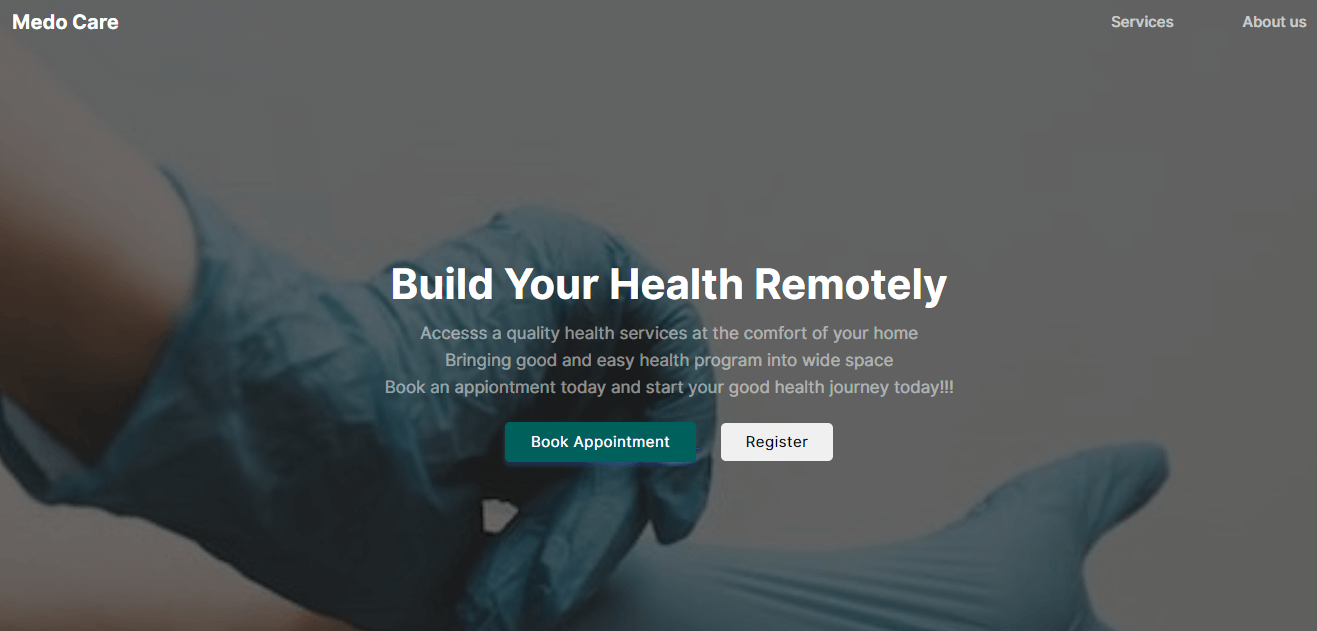 Medo Care
Services
About us
Build Your Health Remotely
Accesss a quality health services at the comfort of your home
Bringing good and easy health program into wide space
Book an appiontment today and start your good health journey today!!!
Book Appointment
Register